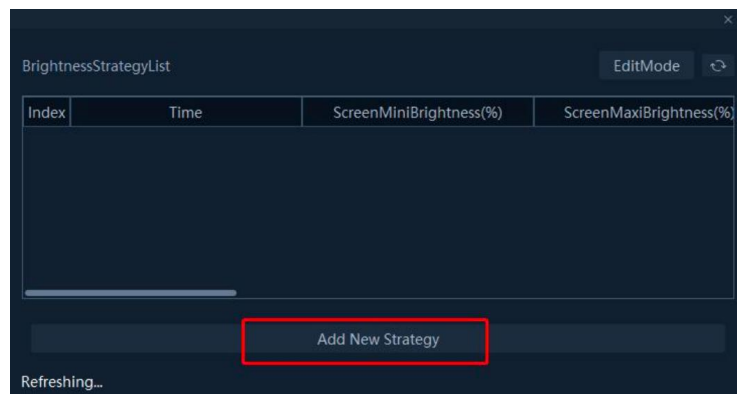 BrightnessStrategyList EditMode
Index Time ScreenMiniBrightness(%) ScreenMaxiBrightness(%)
Add New Strategy
Refreshing...